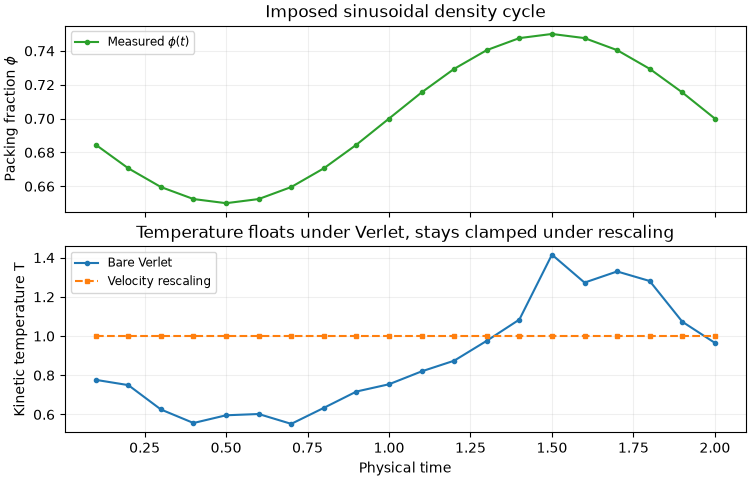 Imposed sinusoidal density cycle
Packing fraction ϕ
0.74
0.72
0.70
0.68
0.66
Measured ϕ(t)
Temperature floats under Verlet, stays clamped under rescaling
Kinetic temperature T
1.4
1.2
1.0
0.8
0.6
Bare Verlet
Velocity rescaling
0.25 0.50 0.75 1.00 1.25 1.50 1.75 2.00
Physical time